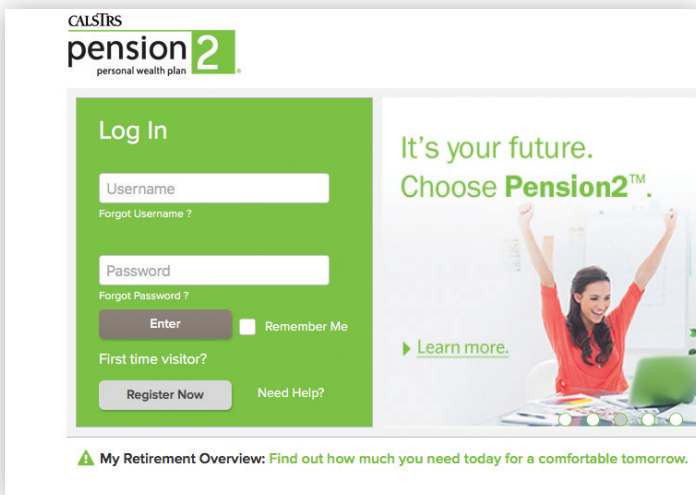 CALSTRS
pension2
personal wealth plan
Log In
Username
Forgot Username ?
Password
Forgot Password ?
Enter
Remember Me
First time visitor?
Register Now
Need Help?
It's your future.
Choose Pension2™.
Learn more.
My Retirement Overview: Find out how much you need today for a comfortable tomorrow.